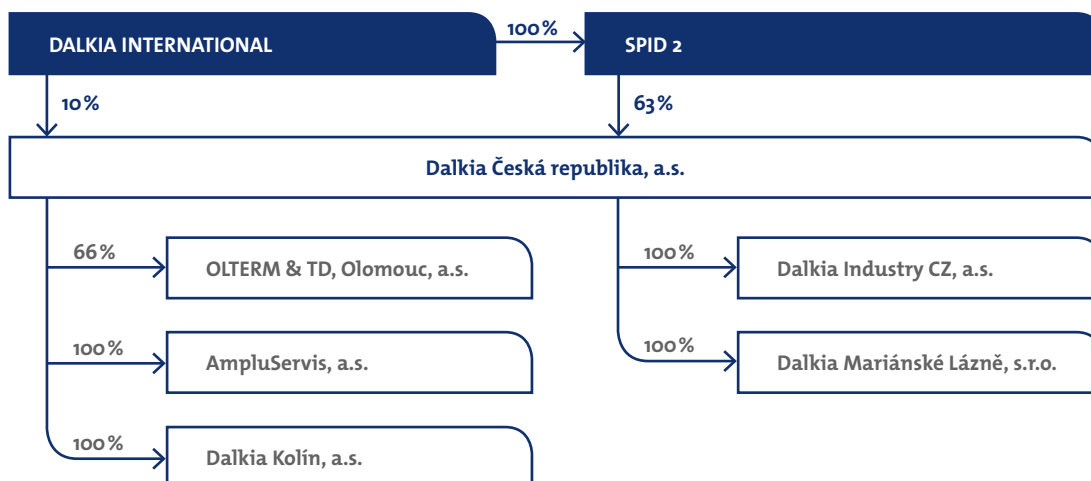 DALKIA INTERNATIONAL
100%
SPID 2
10%
63%
Dalkia Česká republika, a.s.
66%
OLTERM & TD, Olomouc, a.s.
100%
Dalkia Industry CZ, a.s.
100%
AmpluServis, a.s.
100%
Dalkia Mariánské Lázně, s.r.o.
100%
Dalkia Kolín, a.s.